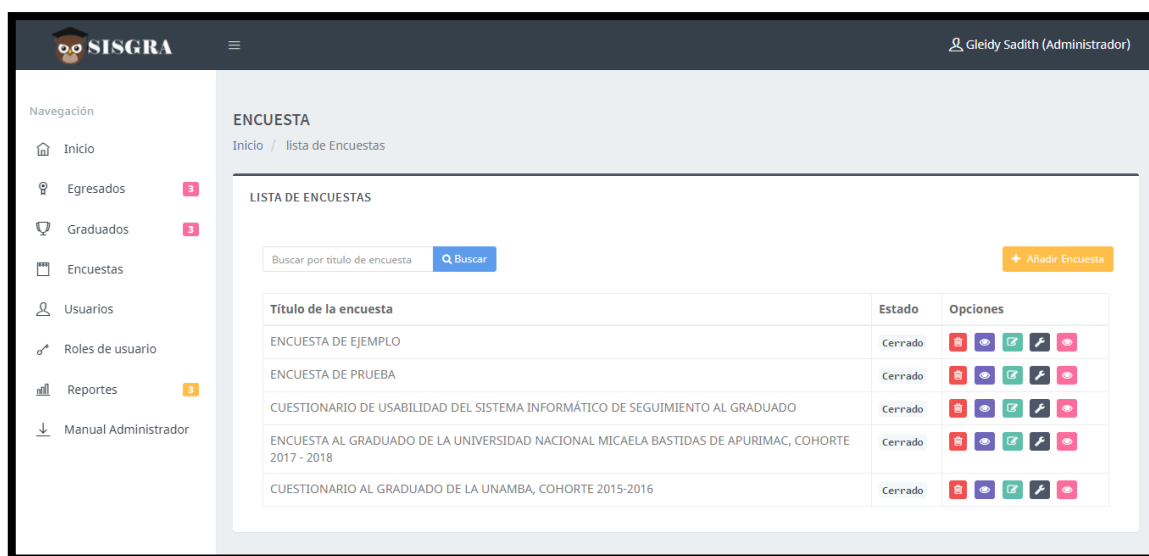 SISGRA
Gleidy Sadith (Administrador)
Navegación
Inicio
Egresados 3
Graduados 3
Encuestas
Usuarios
Roles de usuario
Reportes 3
Manual Administrador
ENCUESTA
Inicio / lista de Encuestas
LISTA DE ENCUESTAS
Buscar por titulo de encuesta Buscar
+ Añadir Encuesta
Título de la encuesta Estado Opciones
ENCUESTA DE EJEMPLO Cerrado
ENCUESTA DE PRUEBA Cerrado
CUESTIONARIO DE USABILIDAD DEL SISTEMA INFORMÁTICO DE SEGUIMIENTO AL GRADUADO Cerrado
ENCUESTA AL GRADUADO DE LA UNIVERSIDAD NACIONAL MICAELA BASTIDAS DE APURIMAC, COHORTE Cerrado
2017 - 2018
CUESTIONARIO AL GRADUADO DE LA UNAMBA, COHORTE 2015-2016 Cerrado